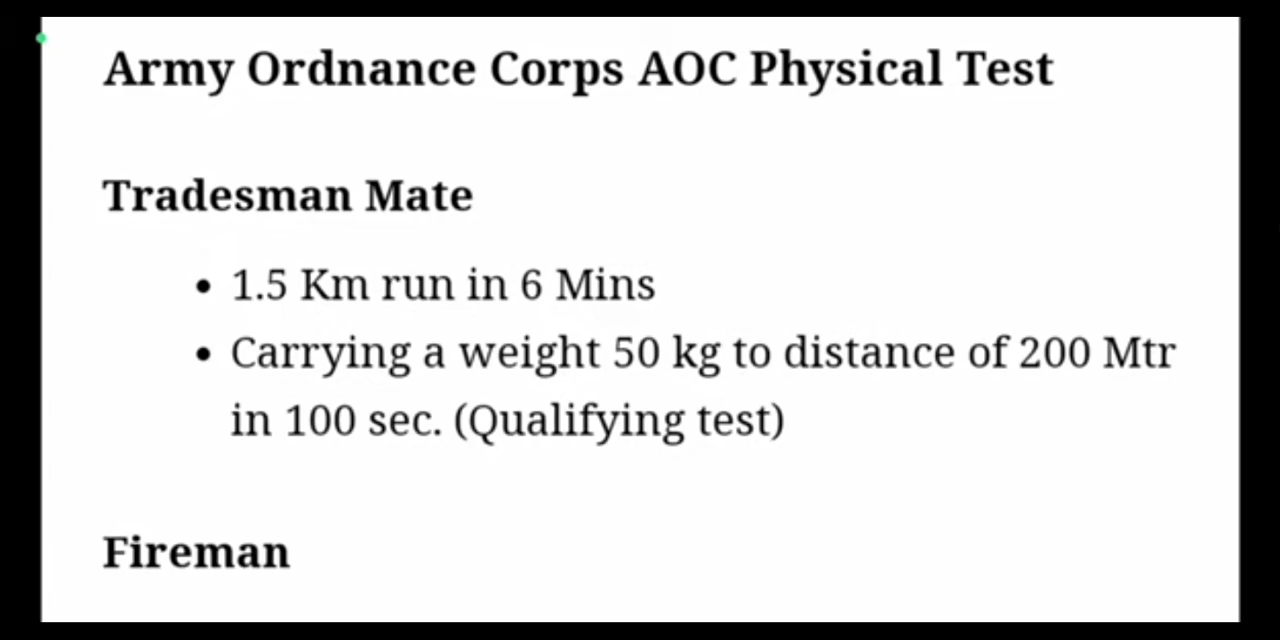 Army Ordnance Corps AOC Physical Test
Tradesman Mate
• 1.5 Km run in 6 Mins
• Carrying a weight 50 kg to distance of 200 Mtr
in 100 sec. (Qualifying test)
Fireman